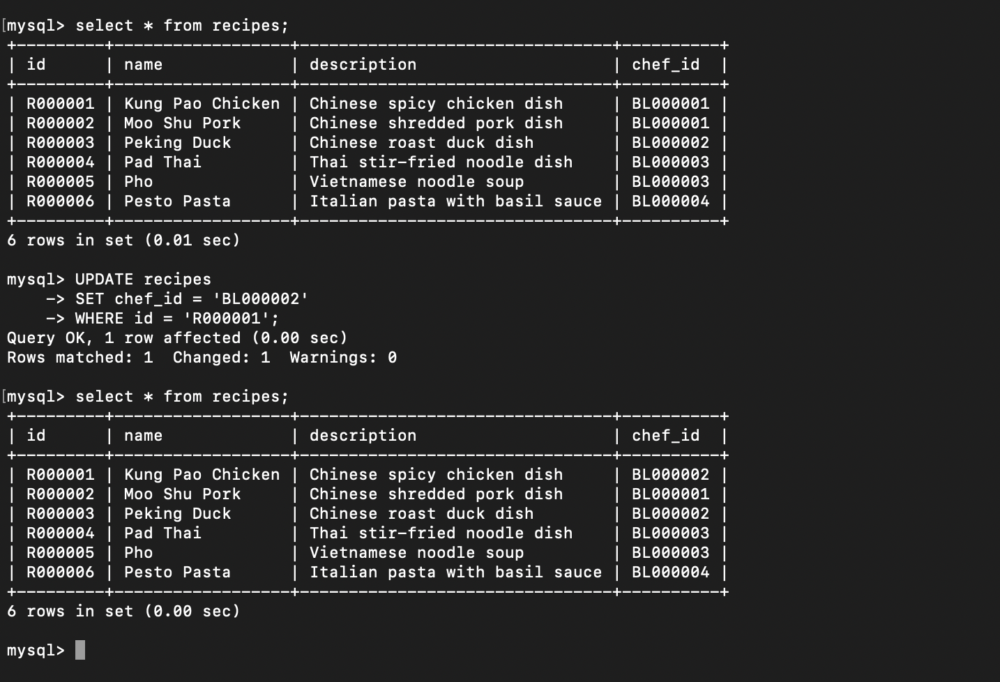 [mysql> select * from recipes;
+---------+------------------+--------------------------------+----------+
| id      | name             | description                    | chef_id  |
+---------+------------------+--------------------------------+----------+
| R000001 | Kung Pao Chicken | Chinese spicy chicken dish     | BL000001 |
| R000002 | Moo Shu Pork     | Chinese shredded pork dish     | BL000001 |
| R000003 | Peking Duck      | Chinese roast duck dish        | BL000002 |
| R000004 | Pad Thai         | Thai stir-fried noodle dish    | BL000003 |
| R000005 | Pho              | Vietnamese noodle soup         | BL000003 |
| R000006 | Pesto Pasta      | Italian pasta with basil sauce | BL000004 |
+---------+------------------+--------------------------------+----------+
6 rows in set (0.01 sec)
mysql> UPDATE recipes
    -> SET chef_id = 'BL000002'
    -> WHERE id = 'R000001';
Query OK, 1 row affected (0.00 sec)
Rows matched: 1  Changed: 1  Warnings: 0
[mysql> select * from recipes;
+---------+------------------+--------------------------------+----------+
| id      | name             | description                    | chef_id  |
+---------+------------------+--------------------------------+----------+
| R000001 | Kung Pao Chicken | Chinese spicy chicken dish     | BL000002 |
| R000002 | Moo Shu Pork     | Chinese shredded pork dish     | BL000001 |
| R000003 | Peking Duck      | Chinese roast duck dish        | BL000002 |
| R000004 | Pad Thai         | Thai stir-fried noodle dish    | BL000003 |
| R000005 | Pho              | Vietnamese noodle soup         | BL000003 |
| R000006 | Pesto Pasta      | Italian pasta with basil sauce | BL000004 |
+---------+------------------+--------------------------------+----------+
6 rows in set (0.00 sec)
mysql>